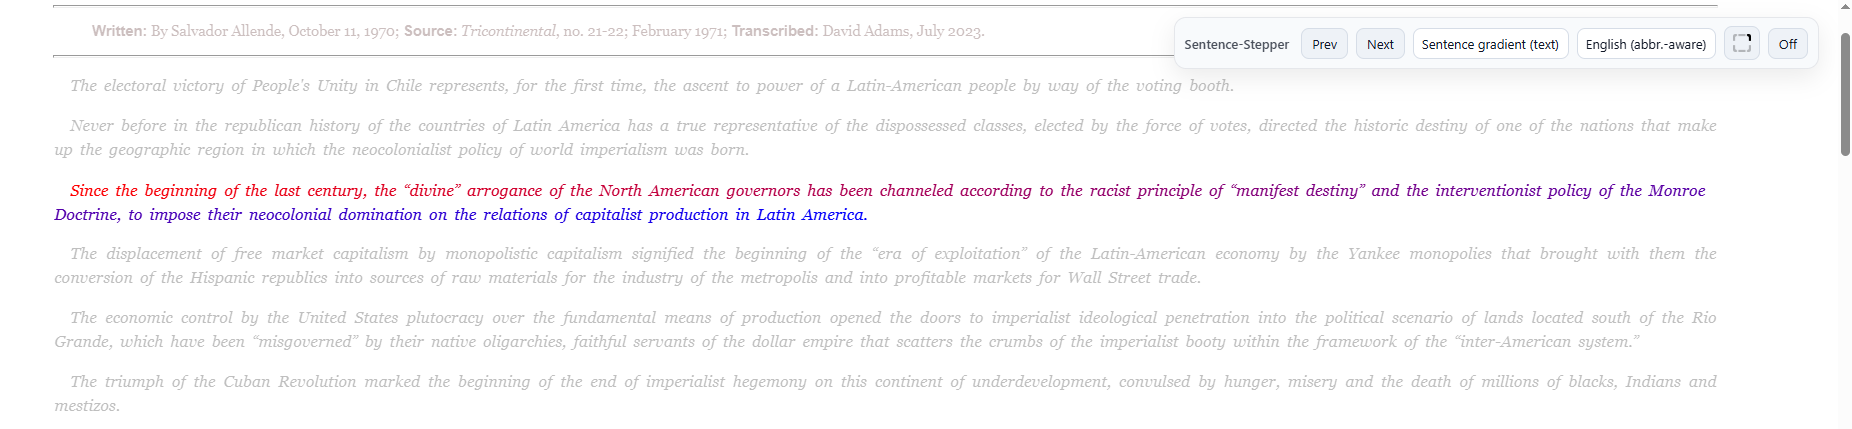 Written: By Salvador Allende, October 11, 1970; Source: Tricontinental, no. 21-22; February 1971; Transcribed: David Adams, July 2023.
Sentence-Stepper Prev Next Sentence gradient (text) English (abbr.-aware) Off
The electoral victory of People's Unity in Chile represents, for the first time, the ascent to power of a Latin-American people by way of the voting booth.
Never before in the republican history of the countries of Latin America has a true representative of the dispossessed classes, elected by the force of votes, directed the historic destiny of one of the nations that make
up the geographic region in which the neocolonialist policy of world imperialism was born.
Since the beginning of the last century, the “divine” arrogance of the North American governors has been channeled according to the racist principle of “manifest destiny” and the interventionist policy of the Monroe
Doctrine, to impose their neocolonial domination on the relations of capitalist production in Latin America.
The displacement of free market capitalism by monopolistic capitalism signified the beginning of the “era of exploitation” of the Latin-American economy by the Yankee monopolies that brought with them the
conversion of the Hispanic republics into sources of raw materials for the industry of the metropolis and into profitable markets for Wall Street trade.
The economic control by the United States plutocracy over the fundamental means of production opened the doors to imperialist ideological penetration into the political scenario of lands located south of the Rio
Grande, which have been “misgoverned” by their native oligarchies, faithful servants of the dollar empire that scatters the crumbs of the imperialist booty within the framework of the “inter-American system.”
The triumph of the Cuban Revolution marked the beginning of the end of imperialist hegemony on this continent of underdevelopment, convulsed by hunger, misery and the death of millions of blacks, Indians and
mestizos.